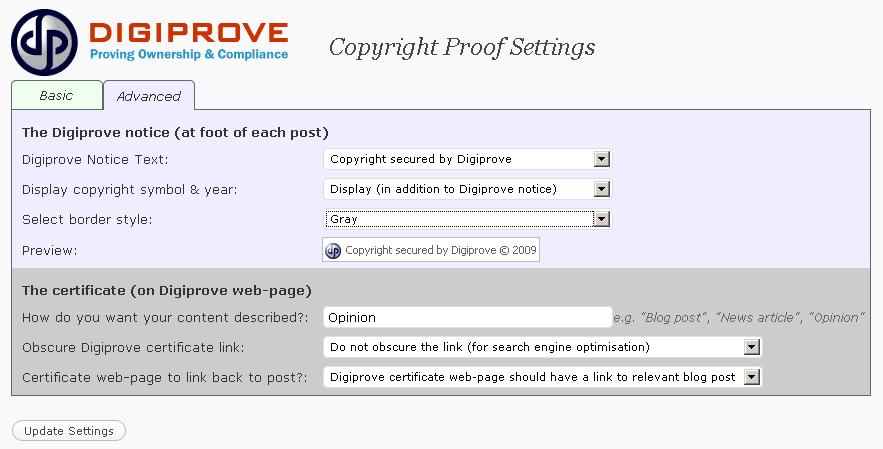 dp DIGIPROVE
Proving Ownership & Compliance
Copyright Proof Settings
Basic Advanced
The Digiprove notice (at foot of each post)
Digiprove Notice Text: Copyright secured by Digiprove
Display copyright symbol & year: Display (in addition to Digiprove notice)
Select border style: Gray
Preview: dp Copyright secured by Digiprove © 2009
The certificate (on Digiprove web-page)
How do you want your content described?: Opinion e.g. "Blog post", "News article", "Opinion"
Obscure Digiprove certificate link: Do not obscure the link (for search engine optimisation)
Certificate web-page to link back to post?: Digiprove certificate web-page should have a link to relevant blog post
Update Settings